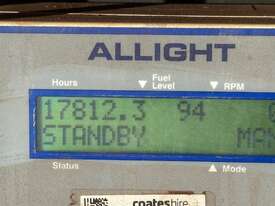 ALLIGHT
Hours ▼ Fuel Level ▼ RPM
17812.3 94
STANDBY
Status ▲ Mode
coateshire